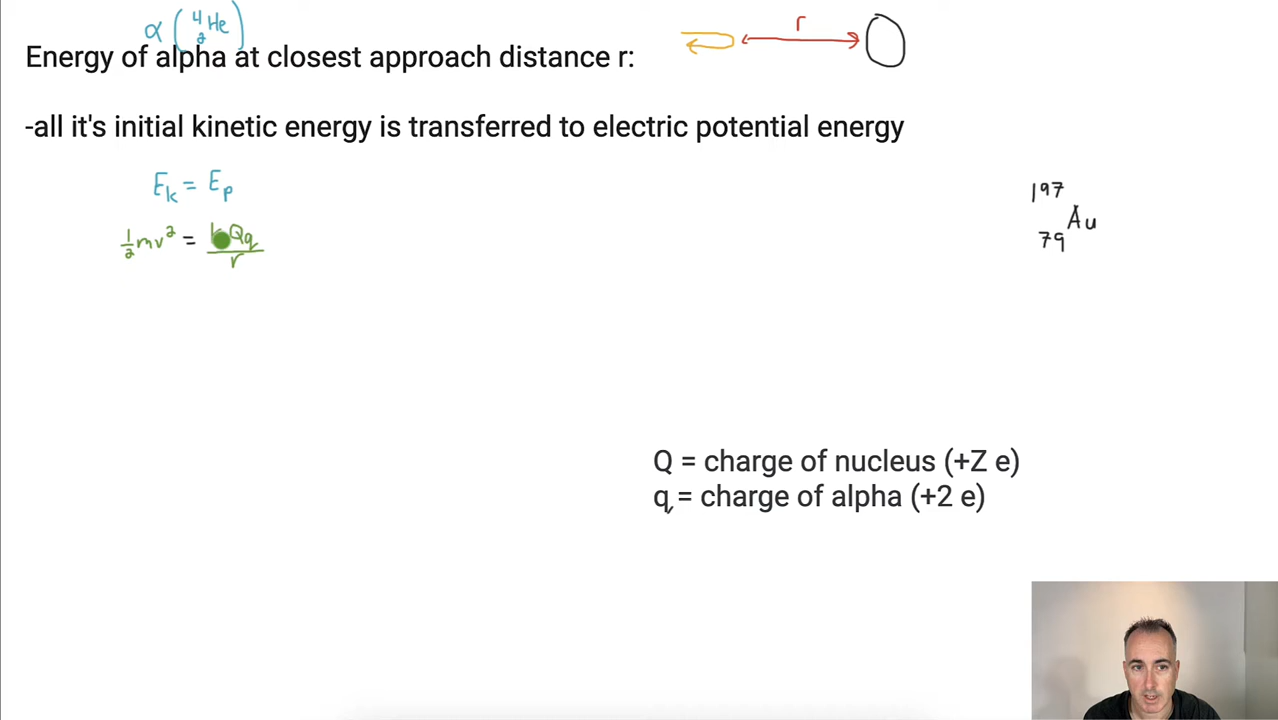 α (⁴₂He)
r
Energy of alpha at closest approach distance r:
-all it's initial kinetic energy is transferred to electric potential energy
Eₖ = Eₚ
197
Au
79
½mv² = kQq/r
Q = charge of nucleus (+Z e)
q = charge of alpha (+2 e)